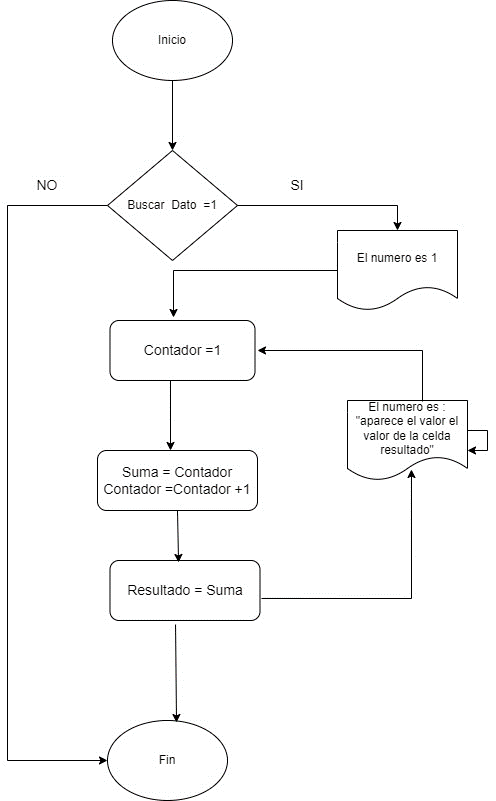 Inicio
NO
SI
Buscar Dato =1
El numero es 1
Contador =1
El numero es :
"aparece el valor el
valor de la celda
resultado"
Suma = Contador
Contador =Contador +1
Resultado = Suma
Fin